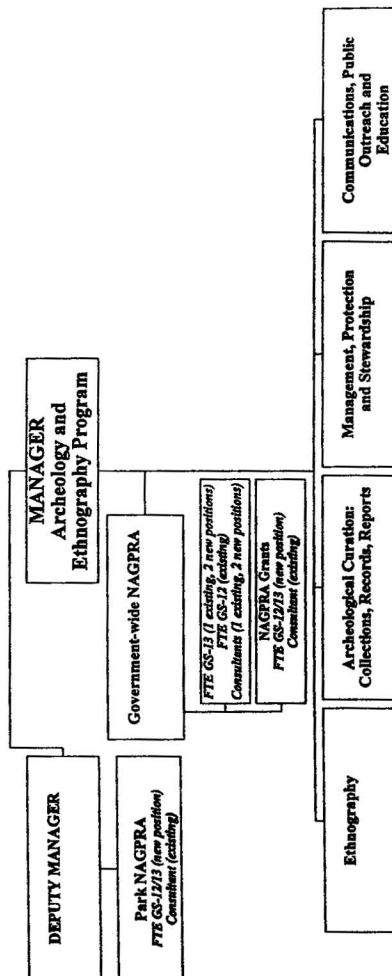 MANAGER
Archeology and
Ethnography Program
DEPUTY MANAGER
Park NAGPRA
FTE GS-12/13 (new position)
Consultant (existing)
Government-wide NAGPRA
FTE GS-13 (1 existing, 2 new positions)
FTE GS-12 (existing)
Consultants (1 existing, 2 new positions)
NAGPRA Grants
FTE GS-12/13 (new position)
Consultant (existing)
Ethnography
Archeological Curation:
Collections, Records, Reports
Management, Protection
and Stewardship
Communications, Public
Outreach and
Education